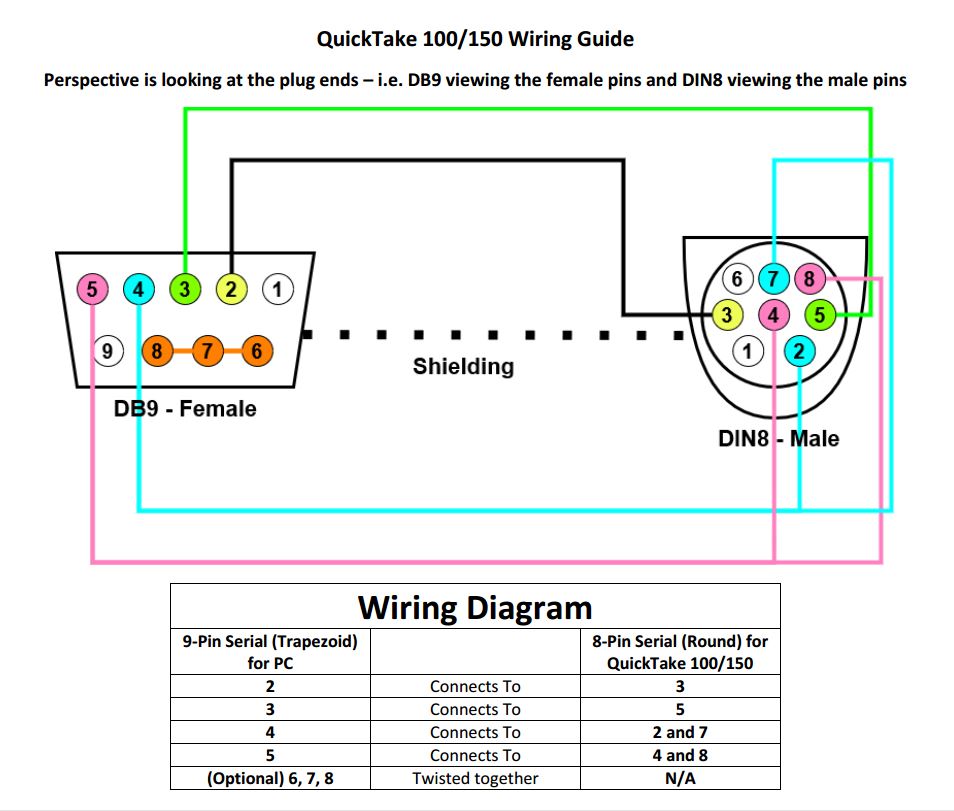 QuickTake 100/150 Wiring Guide
Perspective is looking at the plug ends – i.e. DB9 viewing the female pins and DIN8 viewing the male pins
5 4 3 2 1
9 8 7 6
DB9 - Female
Shielding
6 7 8
3 4 5
1 2
DIN8 - Male
Wiring Diagram
9-Pin Serial (Trapezoid) for PC
8-Pin Serial (Round) for QuickTake 100/150
2 Connects To 3
3 Connects To 5
4 Connects To 2 and 7
5 Connects To 4 and 8
(Optional) 6, 7, 8 Twisted together N/A